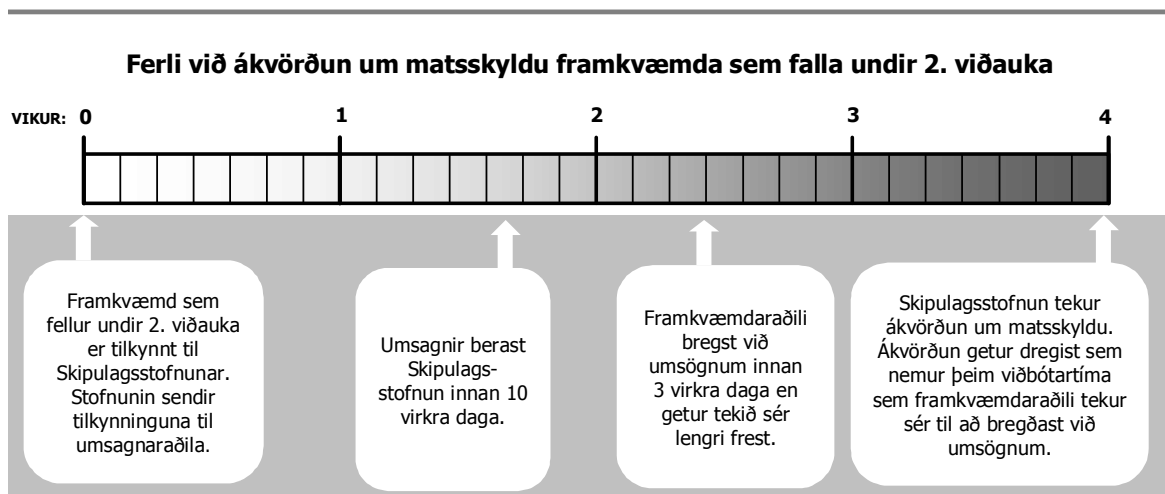 Ferli við ákvörðun um matsskyldu framkvæmda sem falla undir 2. viðauka
VIKUR: 0 1 2 3 4
Framkvæmd sem
fellur undir 2. viðauka
er tilkynnt til
Skipulagsstofnunar.
Stofnunin sendir
tilkynninguna til
umsagnaraðila.
Umsagnir berast
Skipulags-
stofnun innan 10
virkra daga.
Framkvæmdaraðili
bregst við
umsögnum innan
3 virkra daga en
getur tekið sér
lengri frest.
Skipulagsstofnun tekur
ákvörðun um matsskyldu.
Ákvörðun getur dregist sem
nemur þeim viðbótartíma
sem framkvæmdaraðili tekur
sér til að bregðast við
umsögnum.